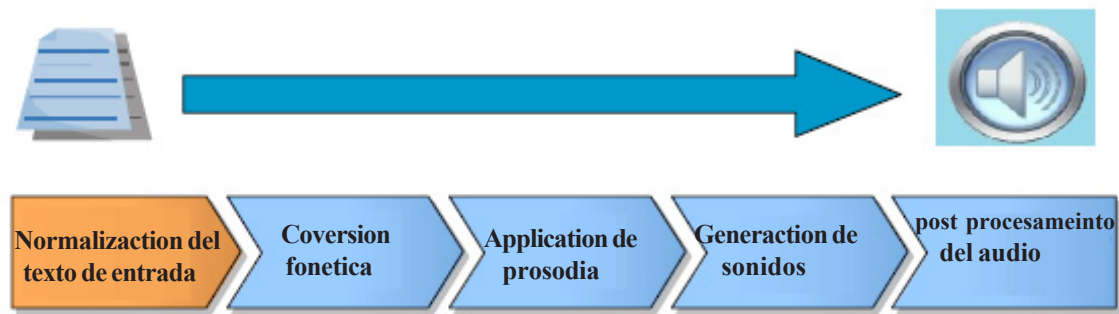 Normalizaction del
texto de entrada
Coversion
fonetica
Application de
prosodia
Generaction de
sonidos
post procesameinto
del audio